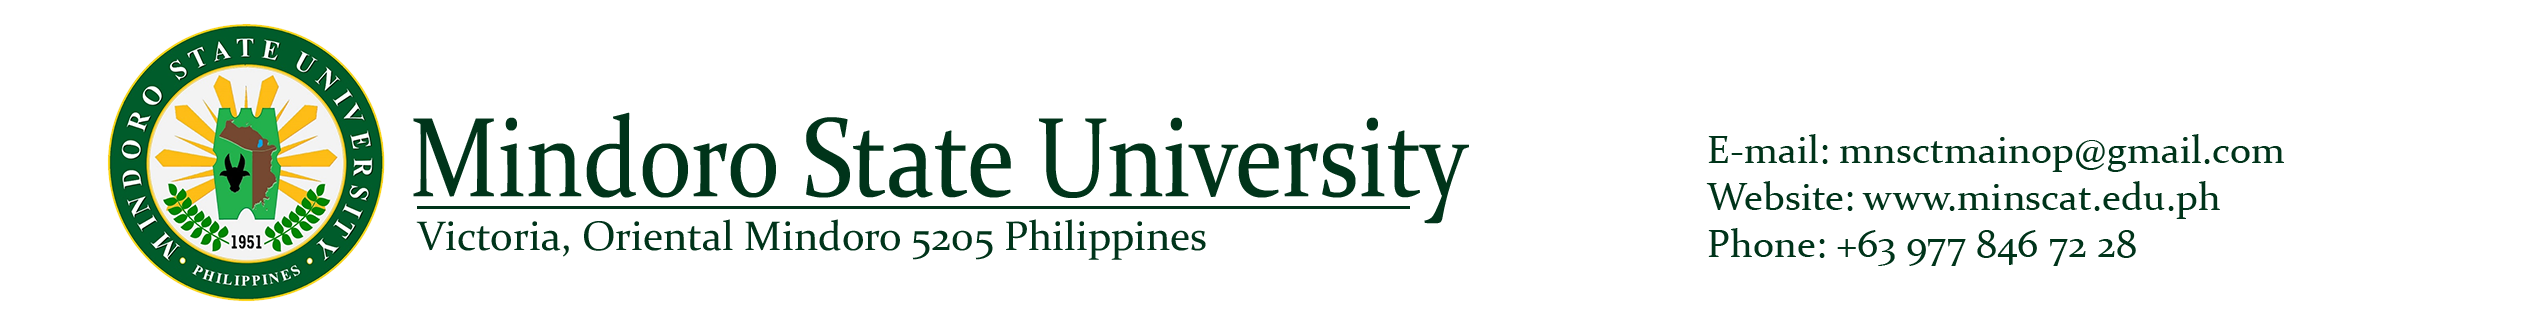 MINDORO STATE UNIVERSITY
1951
PHILIPPINES
Mindoro State University
Victoria, Oriental Mindoro 5205 Philippines
E-mail: mnsctmainop@gmail.com
Website: www.minscat.edu.ph
Phone: +63 977 846 72 28